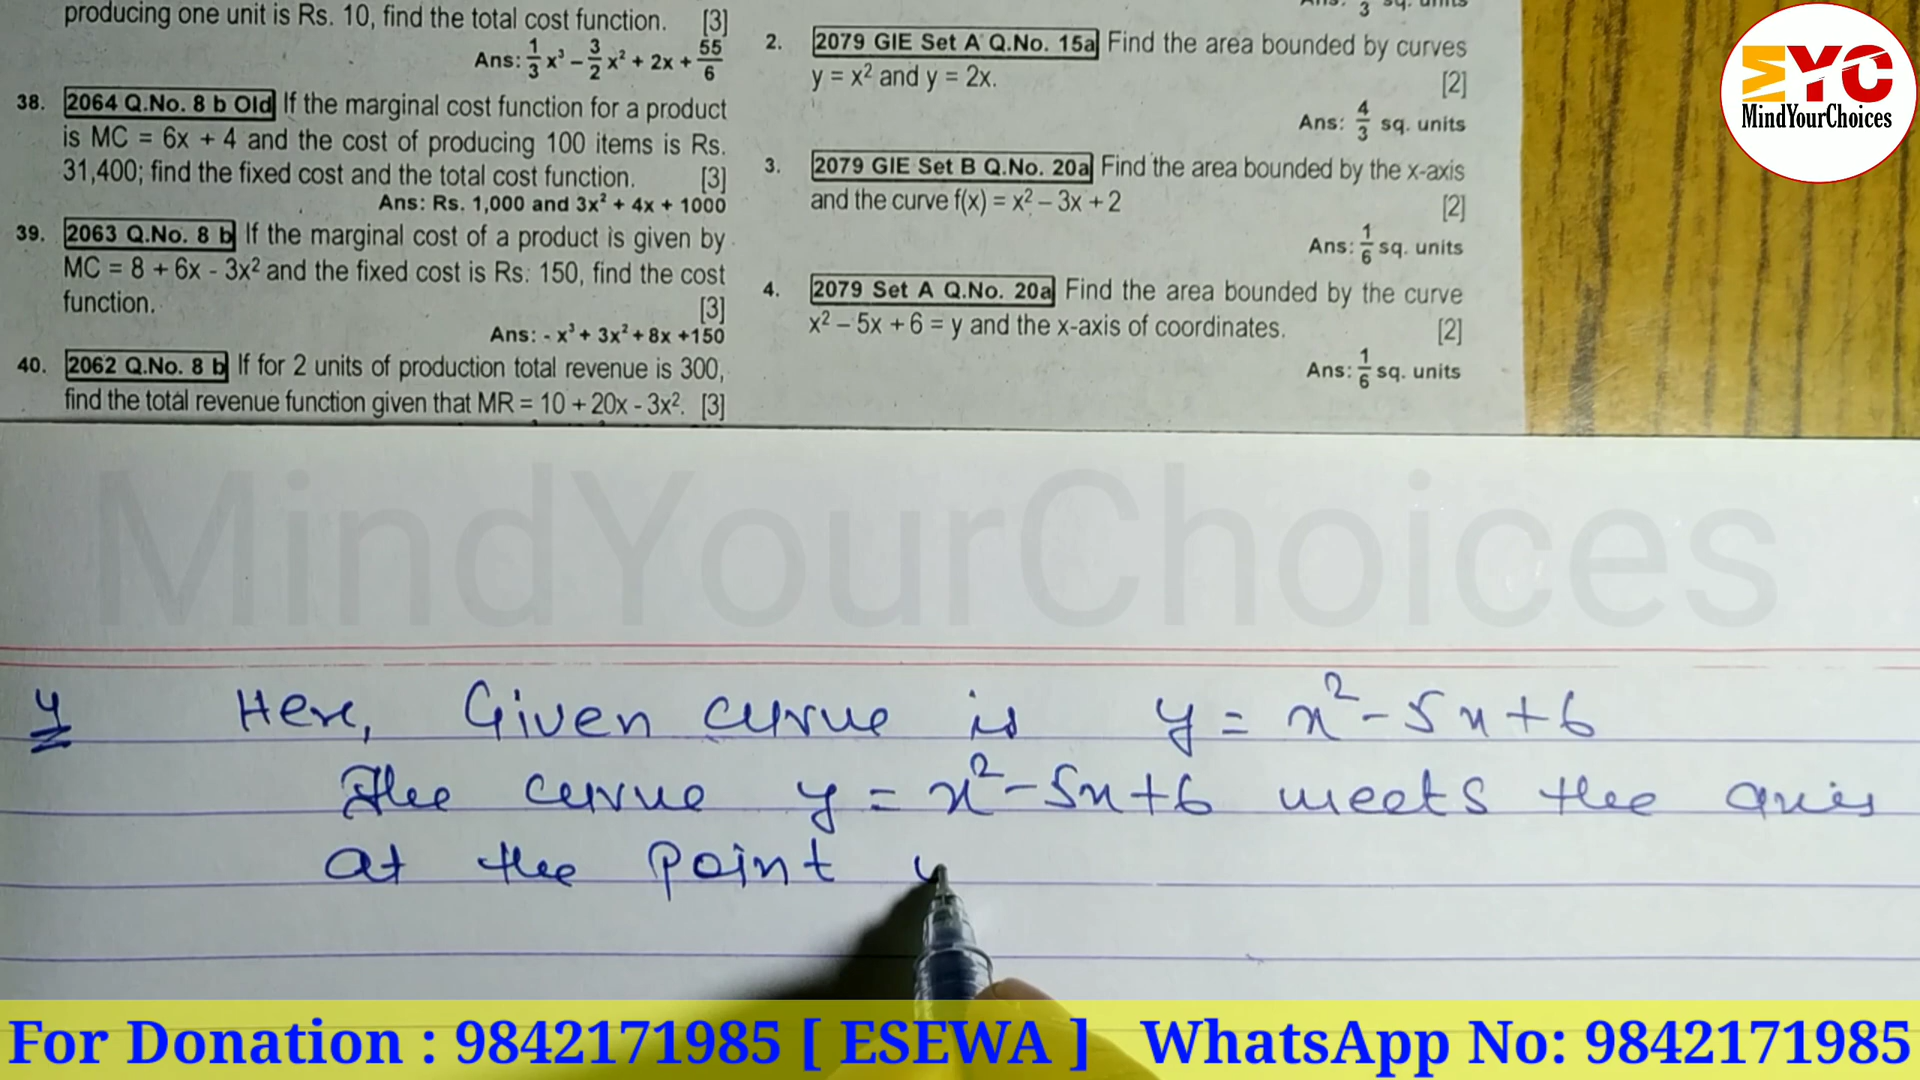 producing one unit is Rs. 10, find the total cost function. [3]
Ans: 1/3 x³ – 3/2 x² + 2x + 55/6
38. 2064 Q.No. 8 b Old If the marginal cost function for a product
is MC = 6x + 4 and the cost of producing 100 items is Rs.
31,400; find the fixed cost and the total cost function. [3]
Ans: Rs. 1,000 and 3x² + 4x + 1000
39. 2063 Q.No. 8 b If the marginal cost of a product is given by
MC = 8 + 6x - 3x² and the fixed cost is Rs. 150, find the cost
function. [3]
Ans: - x³ + 3x² + 8x +150
40. 2062 Q.No. 8 b If for 2 units of production total revenue is 300,
find the total revenue function given that MR = 10 + 20x - 3x². [3]
2. 2079 GIE Set A Q.No. 15a Find the area bounded by curves
y = x² and y = 2x. [2]
Ans: 4/3 sq. units
3. 2079 GIE Set B Q.No. 20a Find the area bounded by the x-axis
and the curve f(x) = x² – 3x + 2 [2]
Ans: 1/6 sq. units
4. 2079 Set A Q.No. 20a Find the area bounded by the curve
x² – 5x + 6 = y and the x-axis of coordinates. [2]
Ans: 1/6 sq. units
MYC
MindYourChoices
MindYourChoices
4 Here, Given curve is y = x² - 5x + 6
The curve y = x² - 5x + 6 meets the axis
at the point
For Donation : 9842171985 [ ESEWA ] WhatsApp No: 9842171985